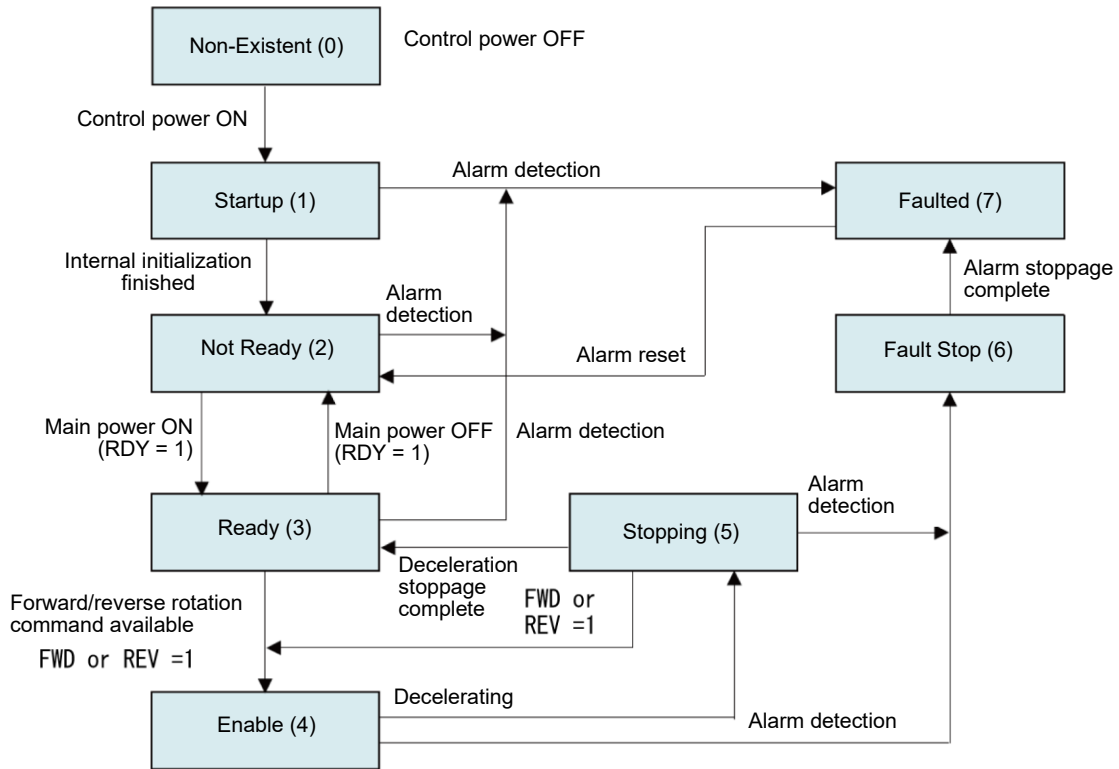 Non-Existent (0)
Control power OFF
Control power ON
Startup (1)
Alarm detection
Faulted (7)
Internal initialization
finished
Alarm
detection
Alarm stoppage
complete
Not Ready (2)
Alarm reset
Fault Stop (6)
Main power ON
(RDY = 1)
Main power OFF
(RDY = 1)
Alarm detection
Ready (3)
Stopping (5)
Alarm
detection
Deceleration
stoppage
complete
FWD or
REV =1
Forward/reverse rotation
command available
FWD or REV =1
Enable (4)
Decelerating
Alarm detection